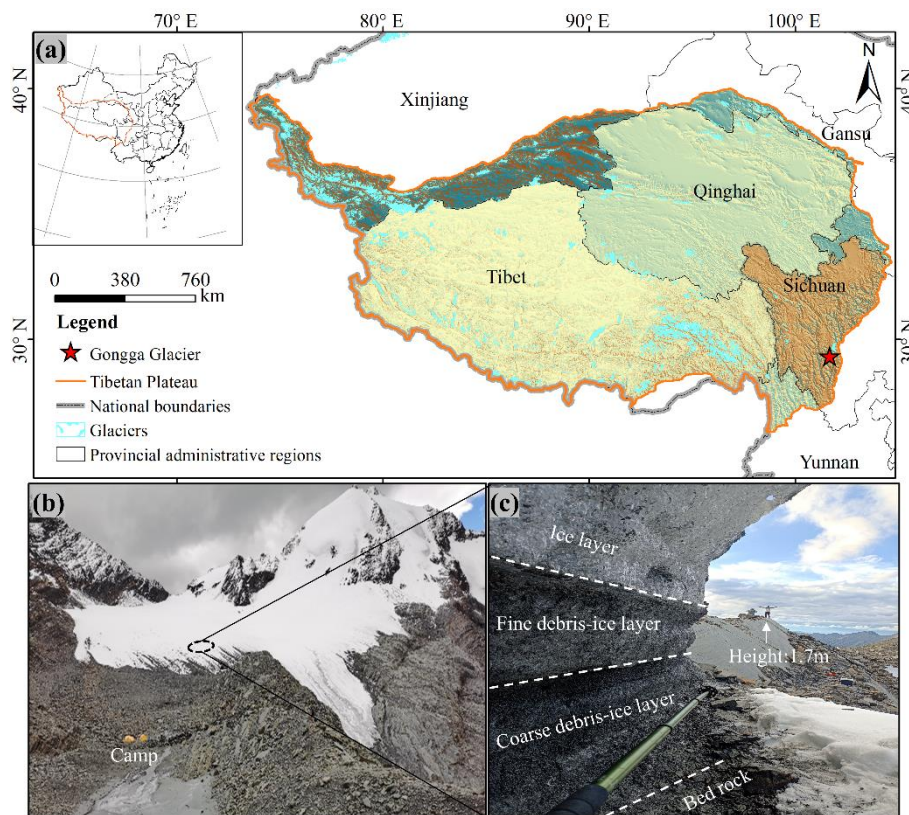 70° E
80° E
90° E
100° E
(a)
N
40° N
40° N
Xinjiang
Gansu
Qinghai
Tibet
Sichuan
0 380 760
km
Legend
Gongga Glacier
Tibetan Plateau
National boundaries
Glaciers
Provincial administrative regions
30° N
30° N
Yunnan
(b)
Camp
(c)
Ice layer
Fine debris-ice layer
Height:1.7m
Coarse debris-ice layer
Bed rock